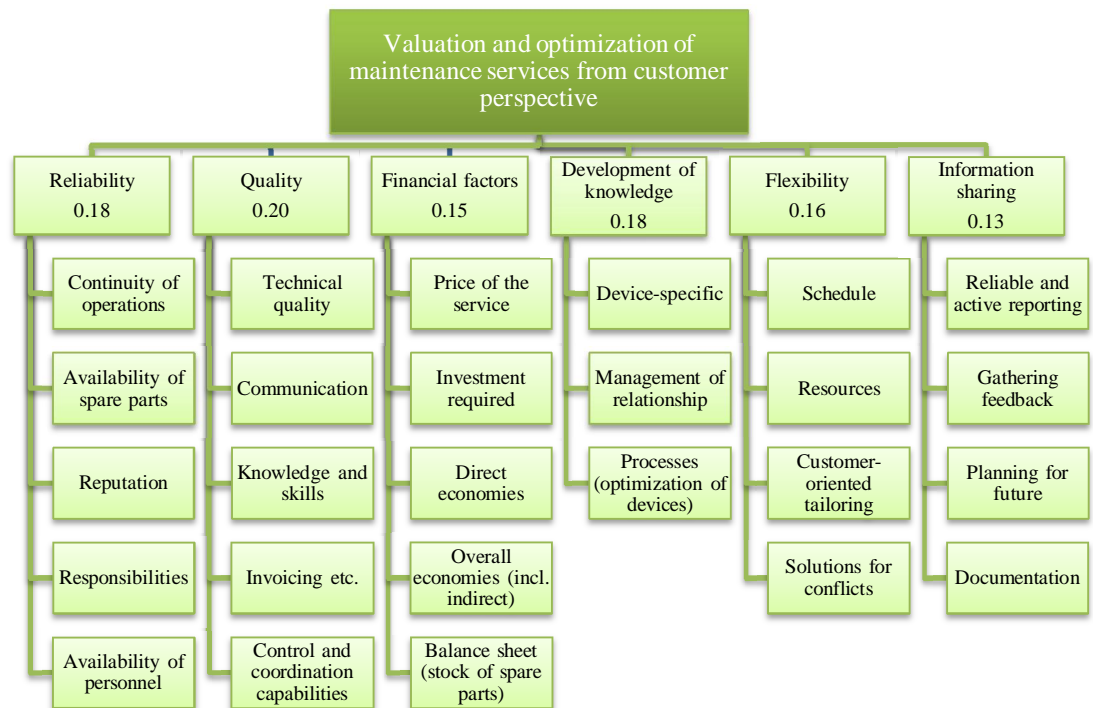 Valuation and optimization of
maintenance services from customer
perspective
Reliability
0.18
Quality
0.20
Financial factors
0.15
Development of
knowledge
0.18
Flexibility
0.16
Information
sharing
0.13
Continuity of
operations
Availability of
spare parts
Reputation
Responsibilities
Availability of
personnel
Technical
quality
Communication
Knowledge and
skills
Invoicing etc.
Control and
coordination
capabilities
Price of the
service
Investment
required
Direct
economies
Overall
economies (incl.
indirect)
Balance sheet
(stock of spare
parts)
Device-specific
Management of
relationship
Processes
(optimization of
devices)
Schedule
Resources
Customer-
oriented
tailoring
Solutions for
conflicts
Reliable and
active reporting
Gathering
feedback
Planning for
future
Documentation